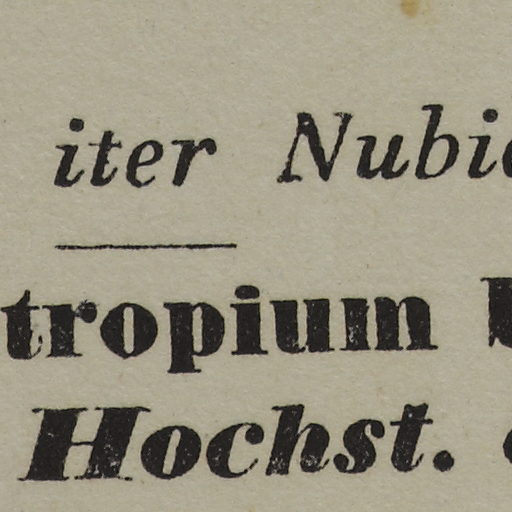 iter Nubi
tropium
Hochst.